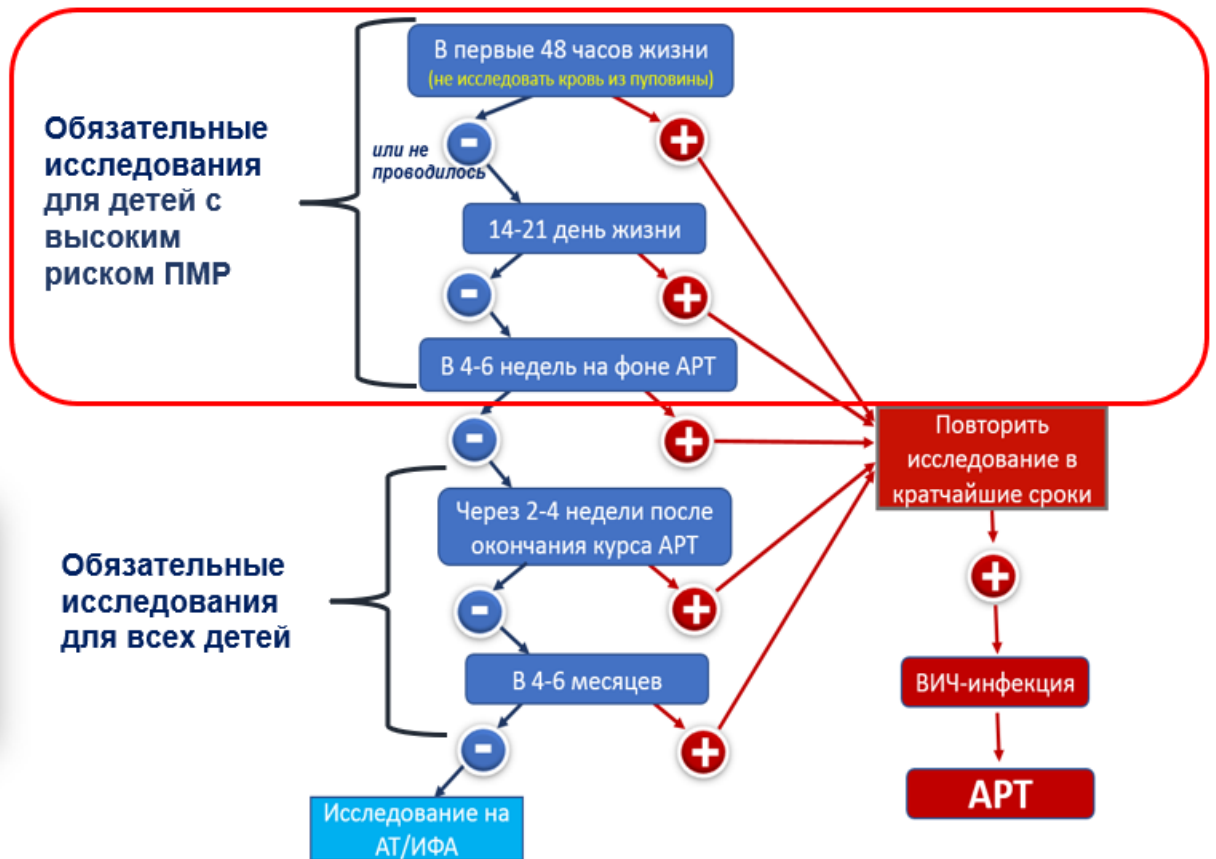 В первые 48 часов жизни
(не исследовать кровь из пуповины)
Обязательные
исследования
для детей с
высоким
риском ПМР
-
+
или не
проводилось
14-21 день жизни
-
+
В 4-6 недель на фоне АРТ
-
+
Повторить
исследование в
кратчайшие сроки
Через 2-4 недели после
окончания курса АРТ
Обязательные
исследования
для всех детей
-
+
+
В 4-6 месяцев
ВИЧ-инфекция
-
+
АРТ
Исследование на
АТ/ИФА